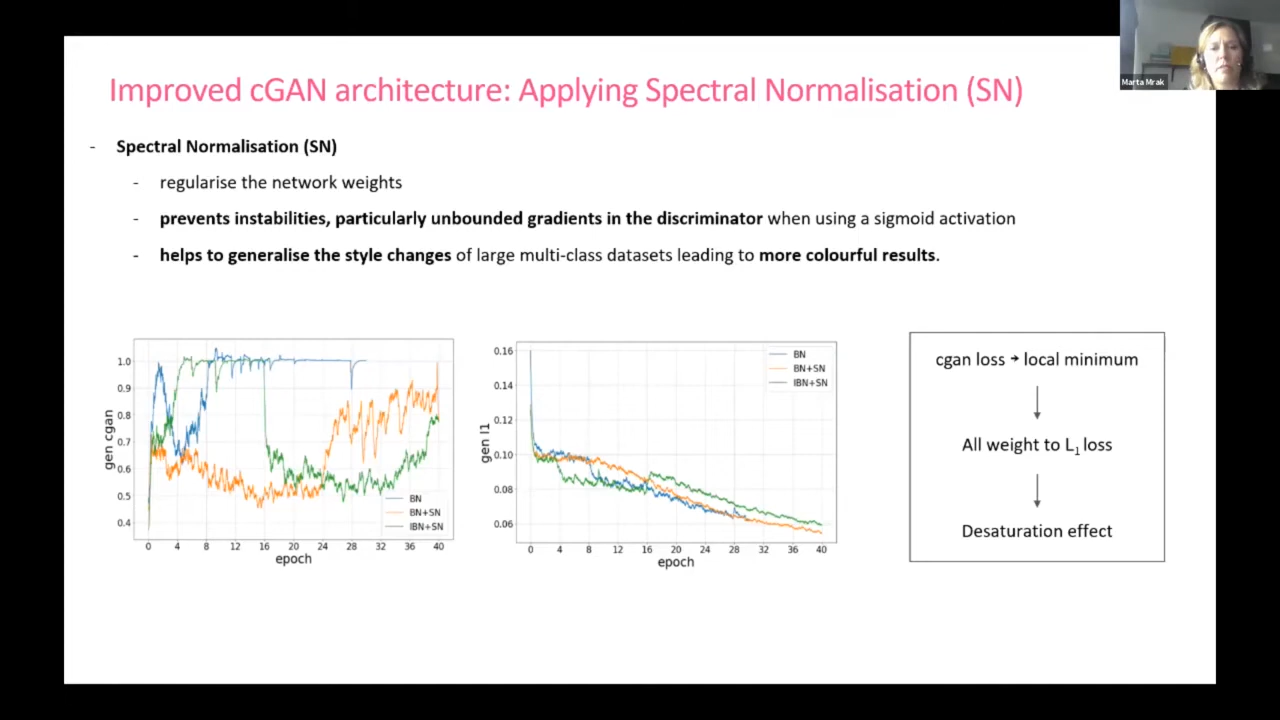 Marta Mrak
Improved cGAN architecture: Applying Spectral Normalisation (SN)
- Spectral Normalisation (SN)
- regularise the network weights
- prevents instabilities, particularly unbounded gradients in the discriminator when using a sigmoid activation
- helps to generalise the style changes of large multi-class datasets leading to more colourful results.
gen cgan
1.0
0.9
0.8
0.7
0.6
0.5
0.4
BN
BN+SN
IBN+SN
0 4 8 12 16 20 24 28 32 36 40
epoch
gen l1
0.16
0.14
0.12
0.10
0.08
0.06
BN
BN+SN
IBN+SN
0 4 8 12 16 20 24 28 32 36 40
epoch
cgan loss → local minimum
All weight to L1 loss
Desaturation effect